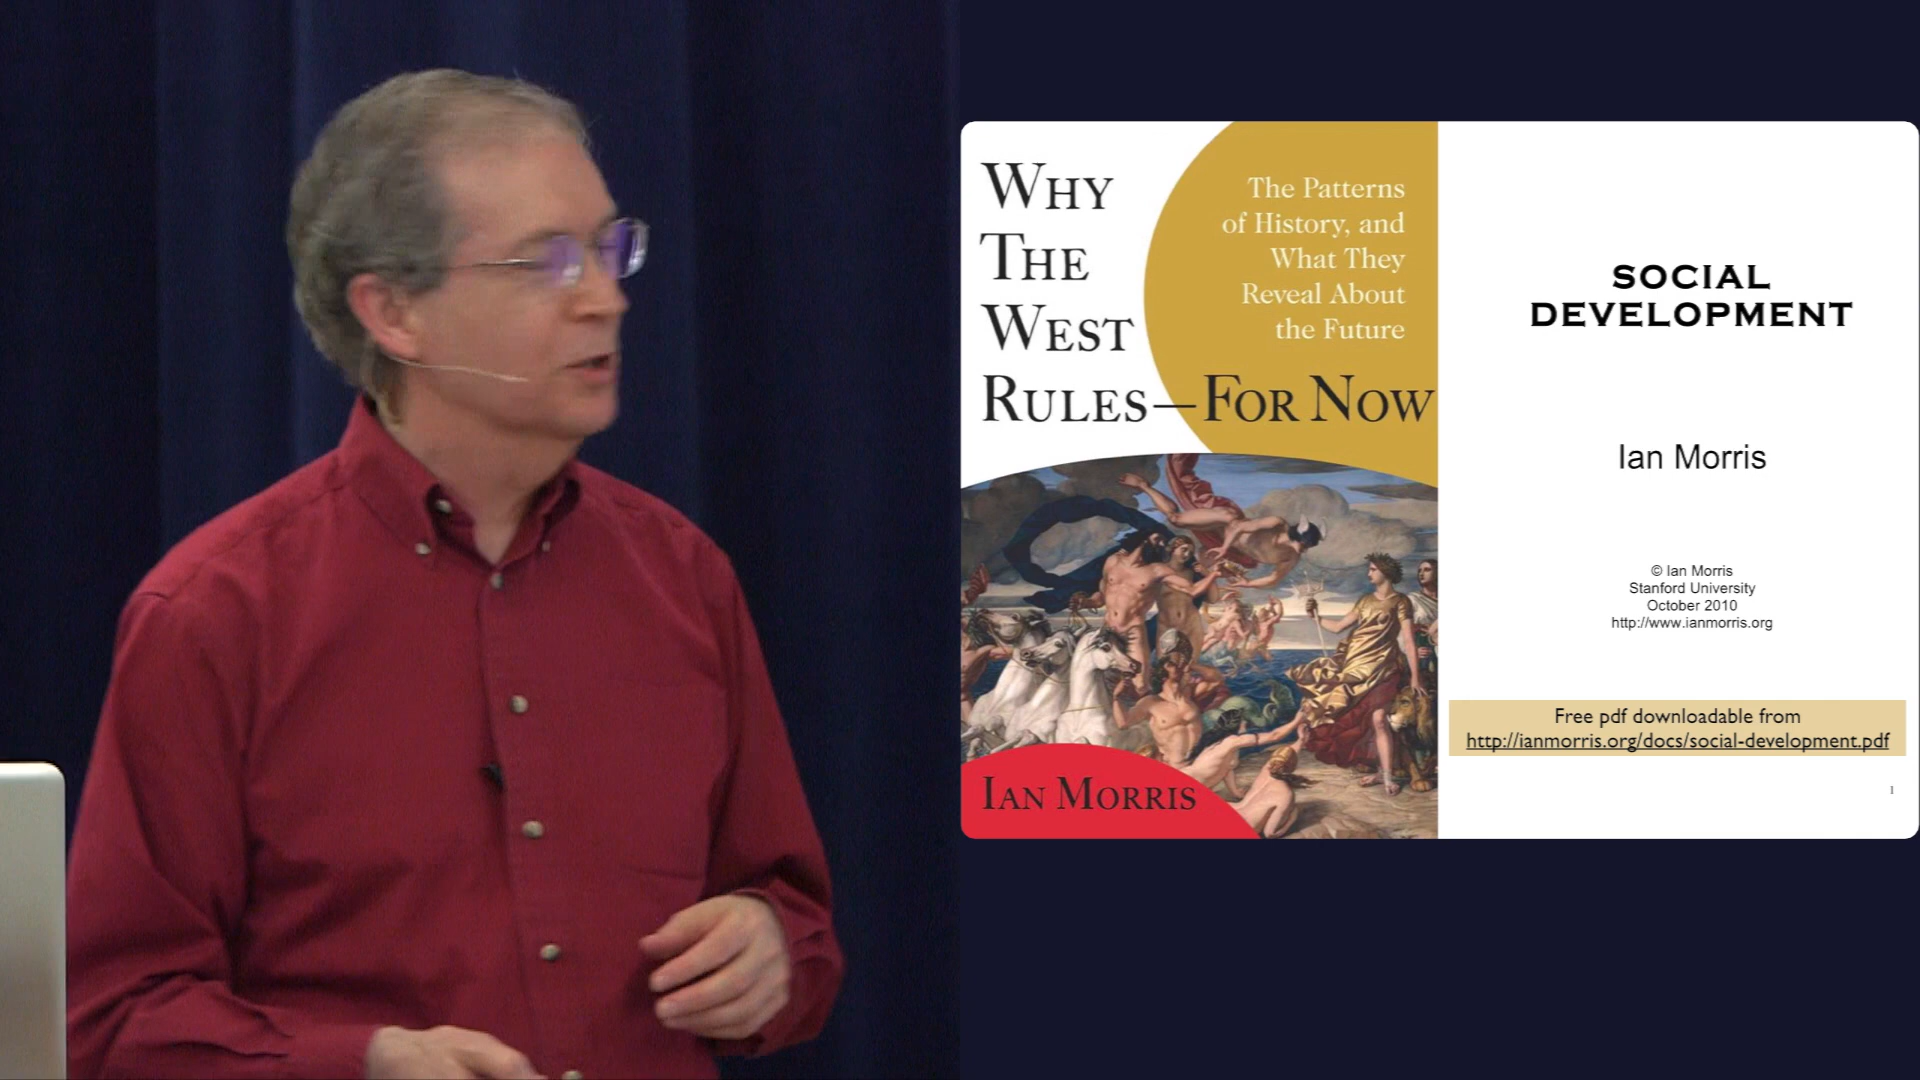 WHY
THE
WEST
RULES—FOR NOW
The Patterns
of History, and
What They
Reveal About
the Future
IAN MORRIS
SOCIAL
DEVELOPMENT
Ian Morris
© Ian Morris
Stanford University
October 2010
http://www.ianmorris.org
Free pdf downloadable from
http://ianmorris.org/docs/social-development.pdf
1